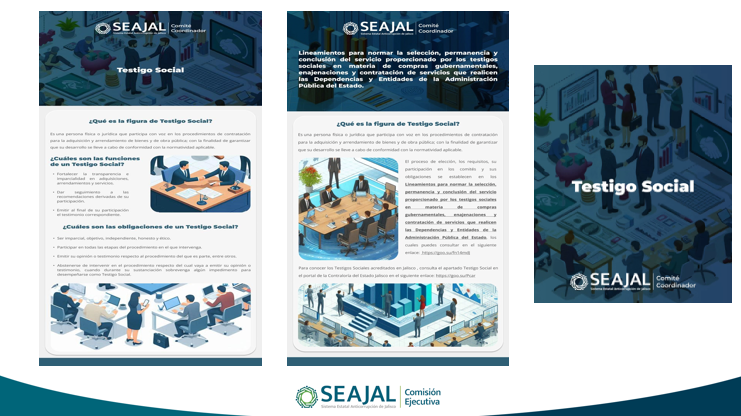 SEAJAL Comité
Sistema Estatal Anticorrupción de Jalisco Coordinador
Testigo Social
¿Qué es la figura de Testigo Social?
Es una persona física o jurídica que participa con voz en los procedimientos de contratación
para la adquisición y arrendamiento de bienes y de obra pública, con la finalidad de garantizar
que su desarrollo se lleve a cabo de conformidad con la normatividad aplicable.
¿Cuáles son las funciones
de un Testigo Social?
• Fortalecer la transparencia e
imparcialidad en adquisiciones,
arrendamientos y servicios.
• Dar seguimiento a las
recomendaciones derivadas de su
participación.
• Emitir al final de su participación
el testimonio correspondiente.
¿Cuáles son las obligaciones de un Testigo Social?
• Ser imparcial, objetivo, independiente, honesto y ético.
• Participar en todas las etapas del procedimiento en el que intervenga.
• Emitir su opinión o testimonio respecto al procedimiento del que es parte, entre otros.
• Abstenerse de intervenir en el procedimiento respecto del cual vaya a emitir su opinión o
testimonio, cuando durante su sustanciación sobrevenga algún impedimento para
desempeñarse como Testigo Social.
SEAJAL Comité
Sistema Estatal Anticorrupción de Jalisco Coordinador
Lineamientos para normar la selección, permanencia y
conclusión del servicio proporcionado por los testigos
sociales en materia de compras gubernamentales,
enajenaciones y contratación de servicios que realicen
las Dependencias y Entidades de la Administración
Pública del Estado.
¿Qué es la figura de Testigo Social?
Es una persona física o jurídica que participa con voz en los procedimientos de contratación
para la adquisición y arrendamiento de bienes y de obra pública, con la finalidad de garantizar
que su desarrollo se lleve a cabo de conformidad con la normatividad aplicable.
El proceso de elección, los requisitos, su
participación en los comités y sus
obligaciones se establecen en los
Lineamientos para normar la selección,
permanencia y conclusión del servicio
proporcionado por los testigos sociales
en materia de compras
gubernamentales, enajenaciones y
contratación de servicios que realicen
las Dependencias y Entidades de la
Administración Pública del Estado, los
cuales puedes consultar en el siguiente
enlace:
Para conocer los Testigos Sociales acreditados en Jalisco, consulta el apartado Testigo Social en
el portal de la Contraloría del Estado Jalisco en el siguiente enlace:
Testigo Social
SEAJAL Comité
Sistema Estatal Anticorrupción de Jalisco Coordinador
SEAJAL Comisión
Sistema Estatal Anticorrupción de Jalisco Ejecutiva